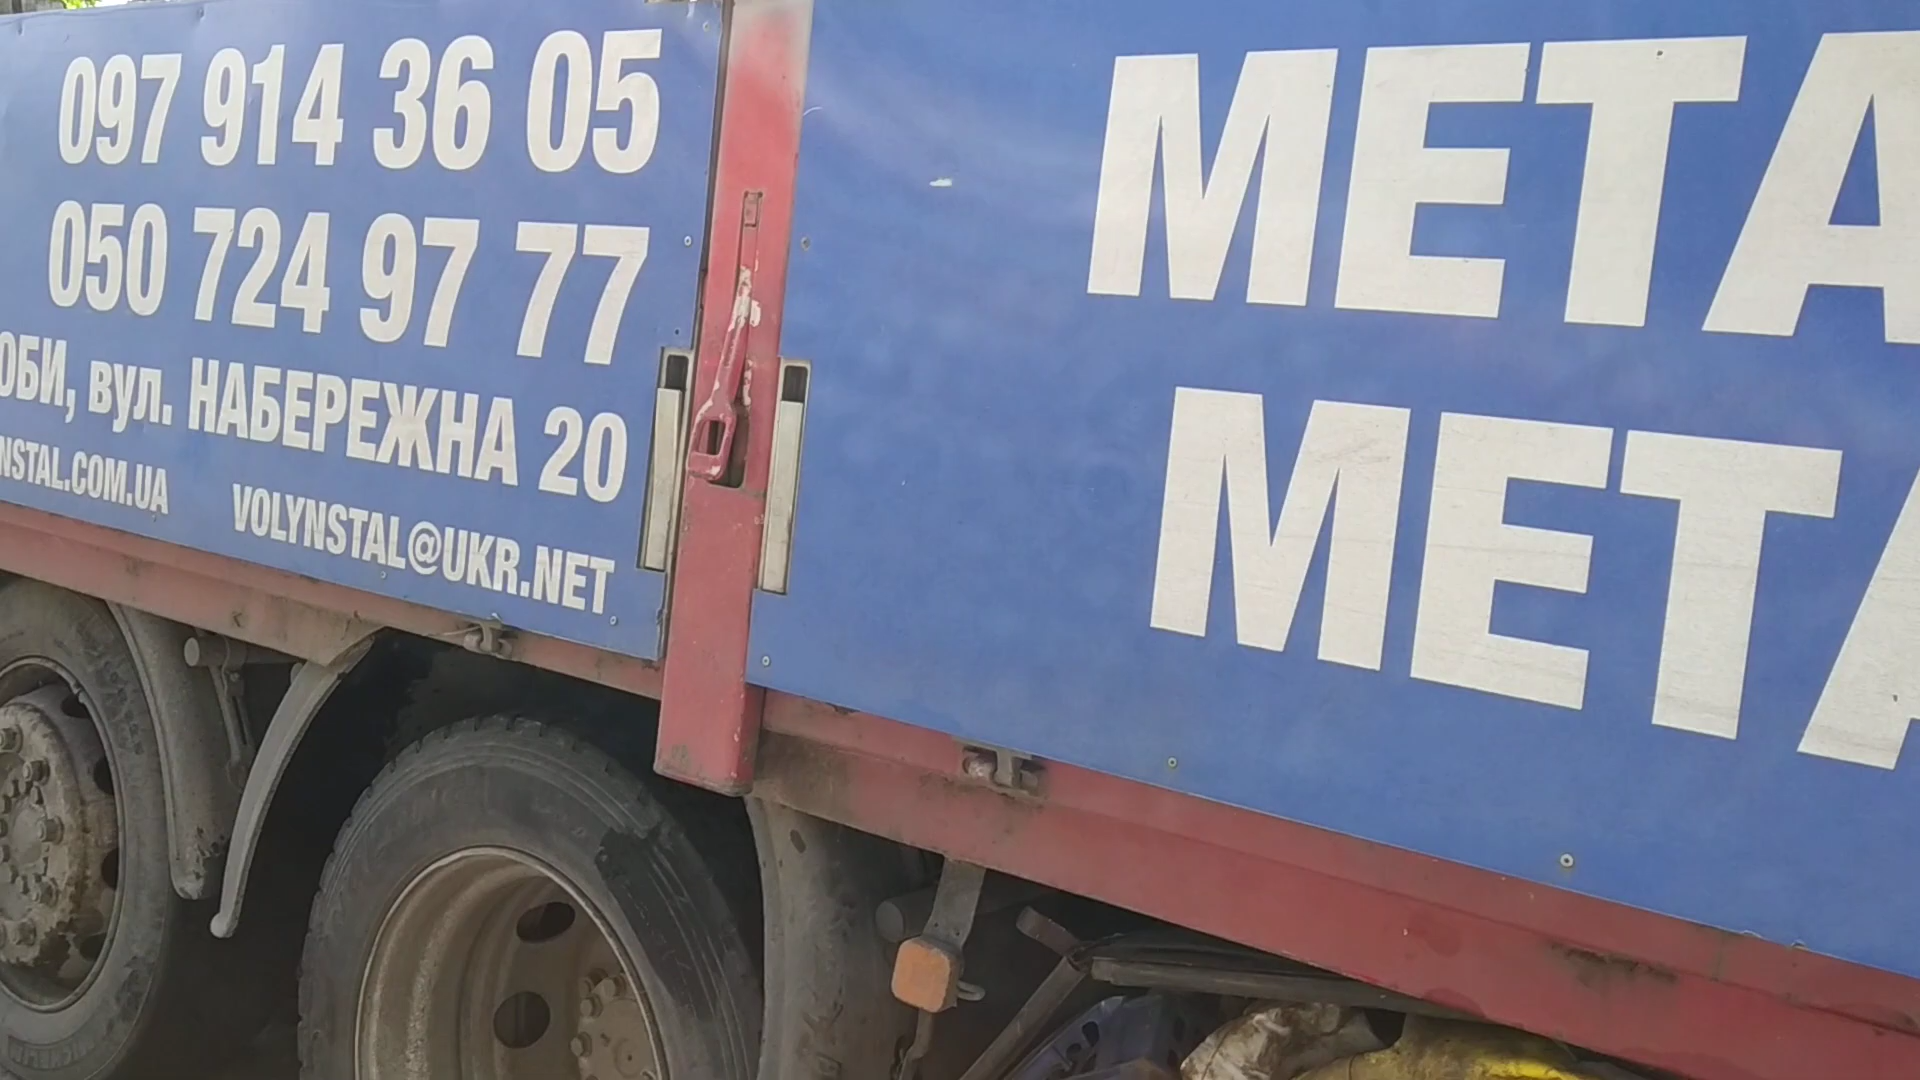 097 914 36 05
050 724 97 77
ОБИ, вул. НАБЕРЕЖНА 20
NSTAL.COM.UA VOLYNSTAL@UKR.NET
МЕТА
МЕТА